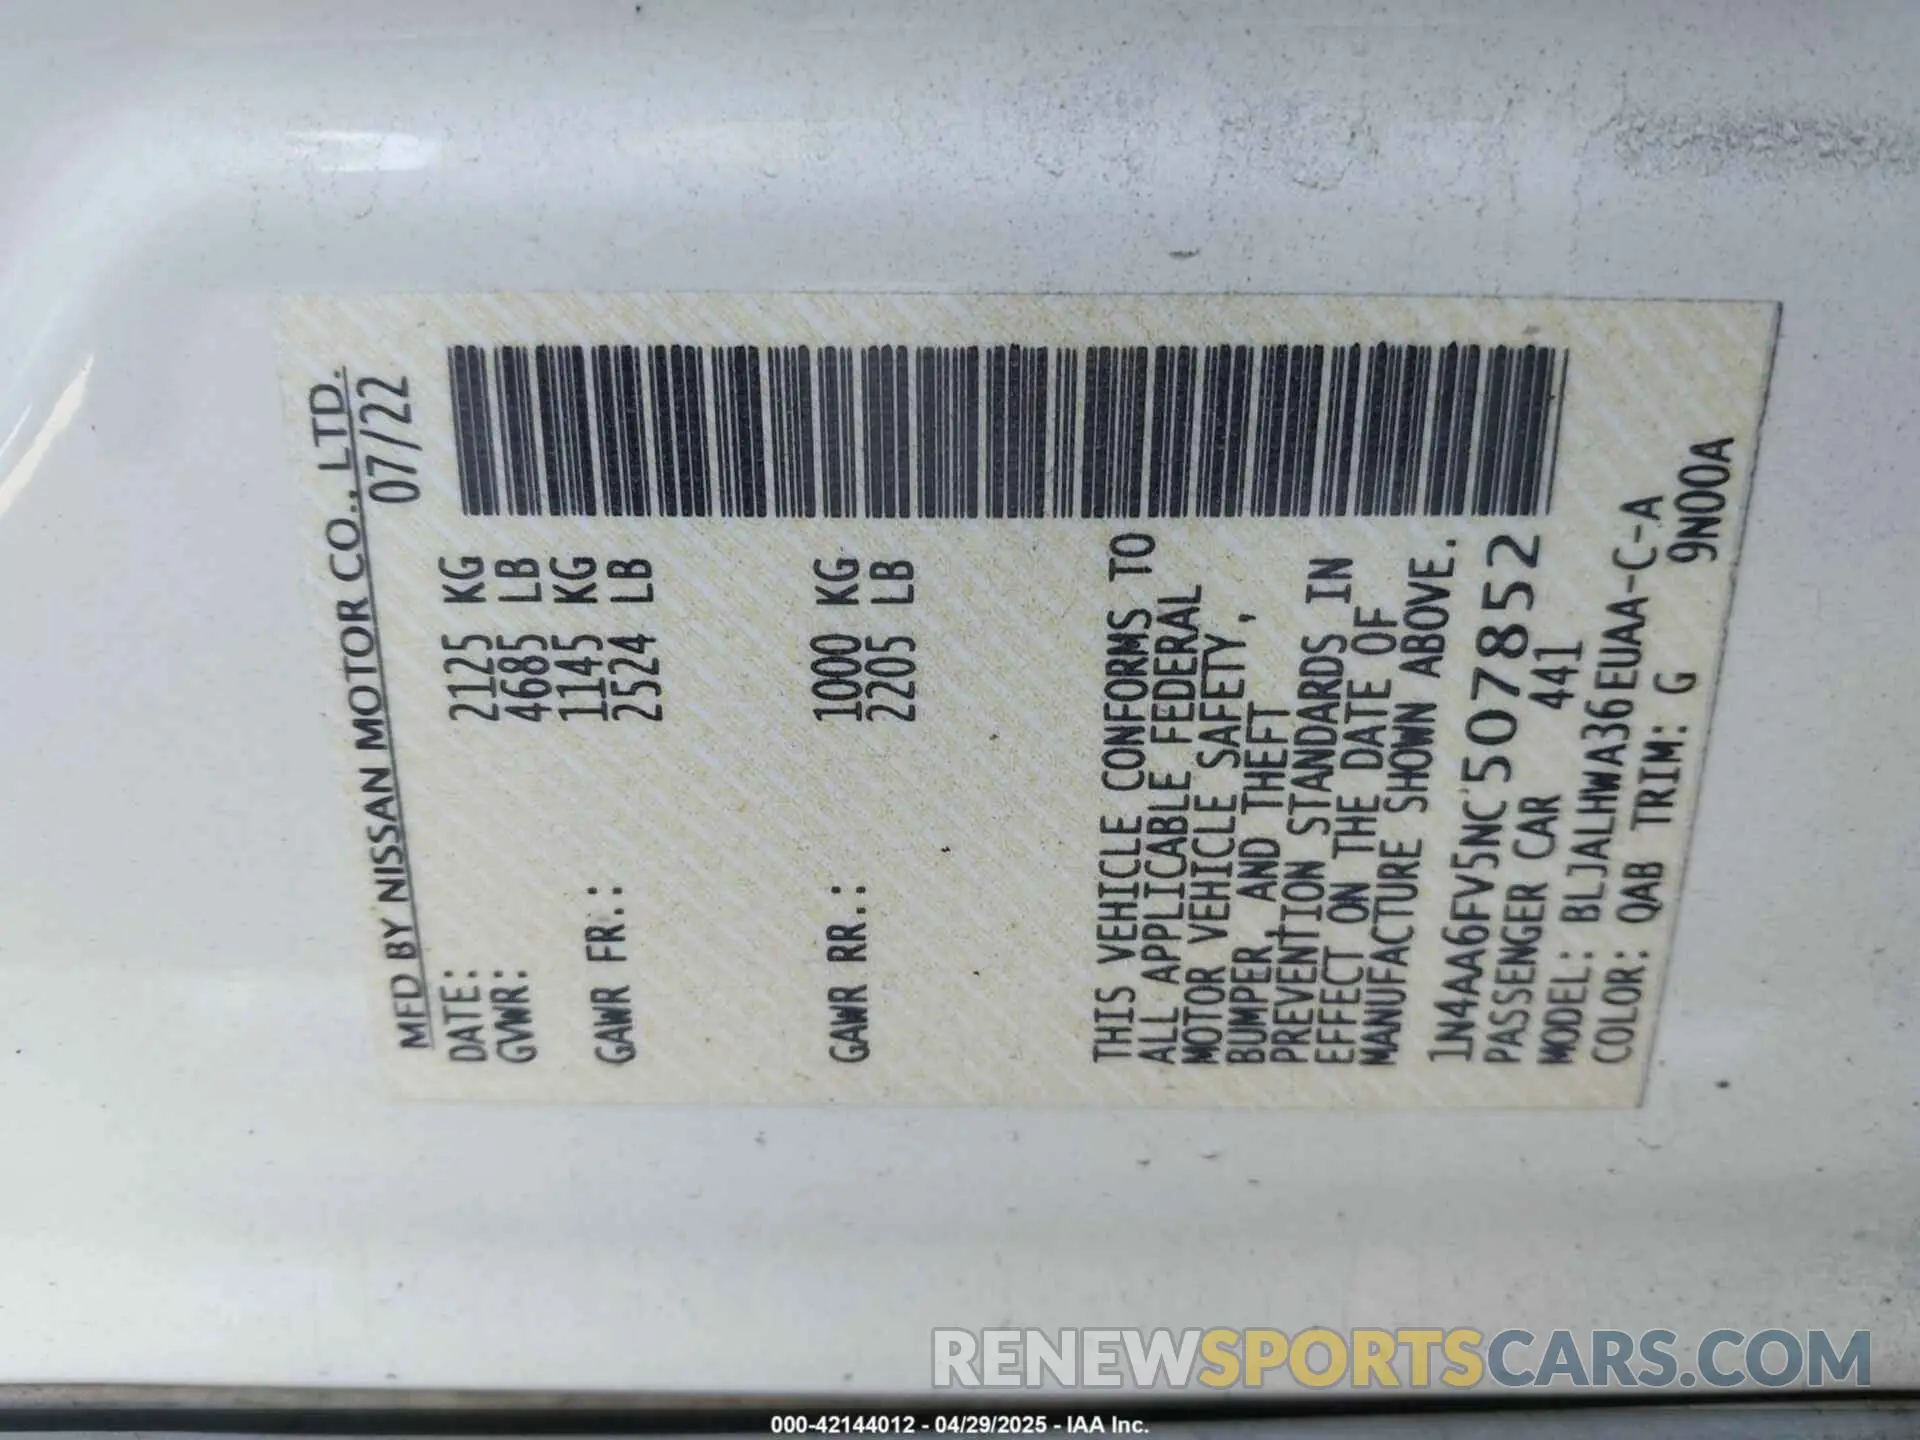 MFD BY NISSAN MOTOR CO., LTD.
DATE: 07/22
GVWR: 2125 KG
4685 LB
GAWR FR.: 1145 KG
2524 LB
GAWR RR.: 1000 KG
2205 LB
THIS VEHICLE CONFORMS TO
ALL APPLICABLE FEDERAL
MOTOR VEHICLE SAFETY,
BUMPER, AND THEFT
PREVENTION STANDARDS IN
EFFECT ON THE DATE OF
MANUFACTURE SHOWN ABOVE.
1N4AA6FV5NC507852
PASSENGER CAR 441
MODEL: BLJALHWA36EUAA-C-A
COLOR: QAB TRIM: G 9N00A
RENEWSPORTSCARS.COM
000-42144012 - 04/29/2025 - IAA Inc.